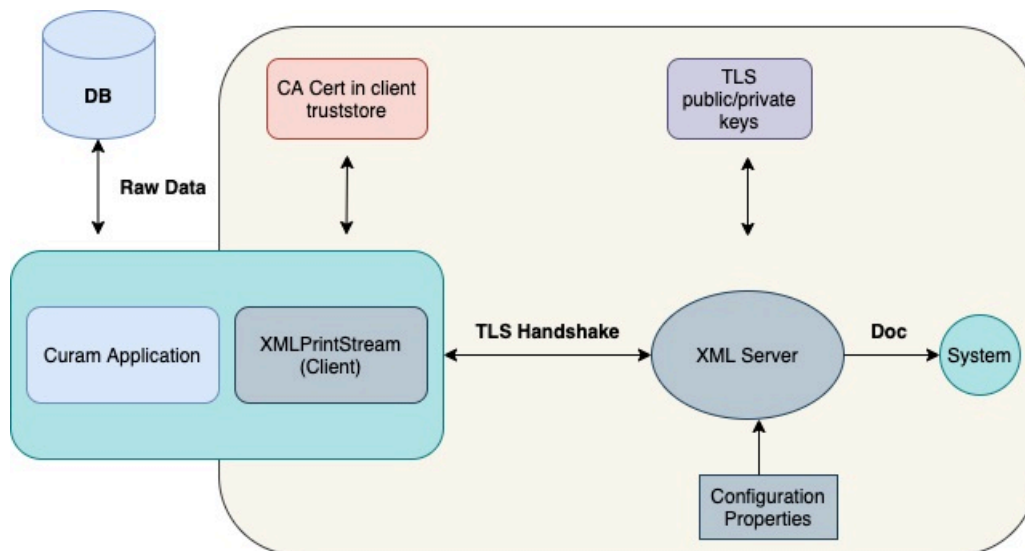 DB
CA Cert in client
truststore
TLS
public/private
keys
Raw Data
Curam Application
XMLPrintStream
(Client)
TLS Handshake
XML Server
Doc
System
Configuration
Properties